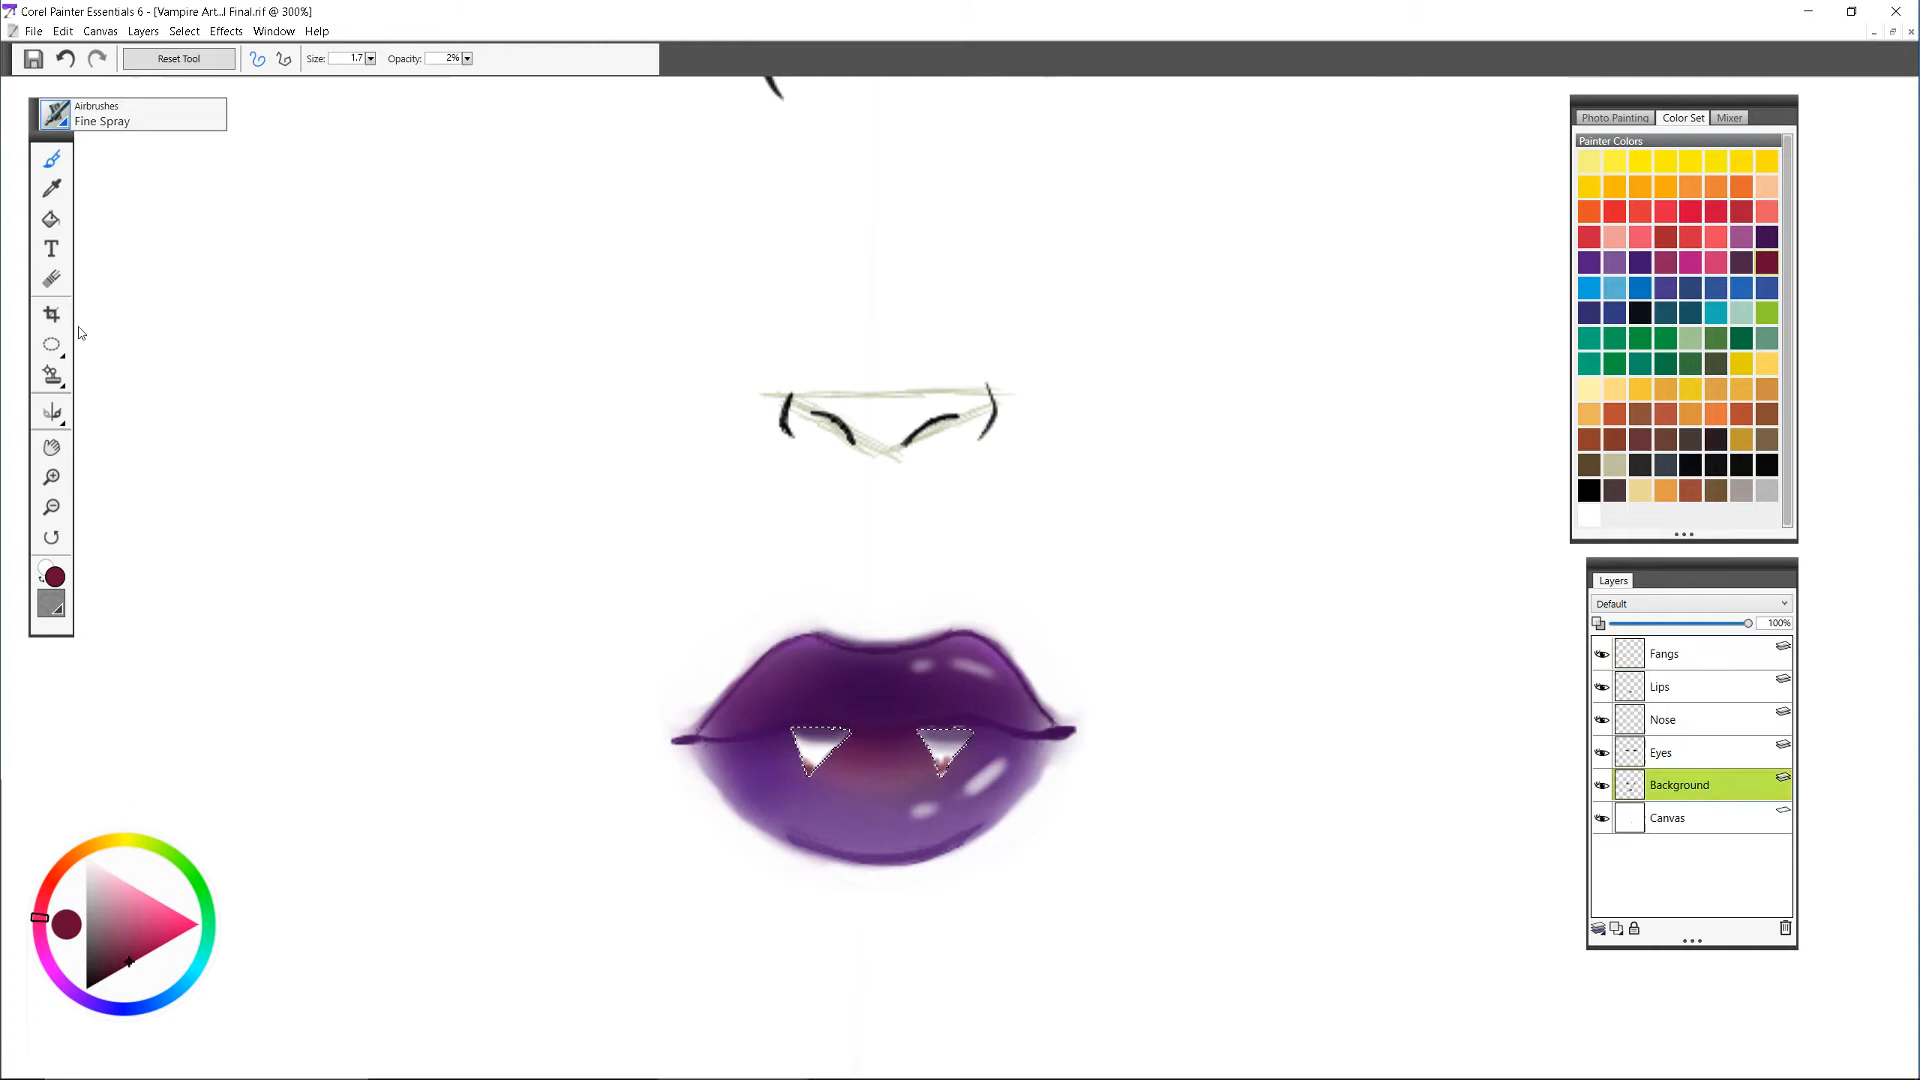 Corel Painter Essentials 6 - [Vampire Art...l Final.rif @ 300%]
File Edit Canvas Layers Select Effects Window Help
Reset Tool Size: 1.7 Opacity: 2%
Airbrushes
Fine Spray
T
Photo Painting Color Set Mixer
Painter Colors
Layers
Default
100%
Fangs
Lips
Nose
Eyes
Background
Canvas